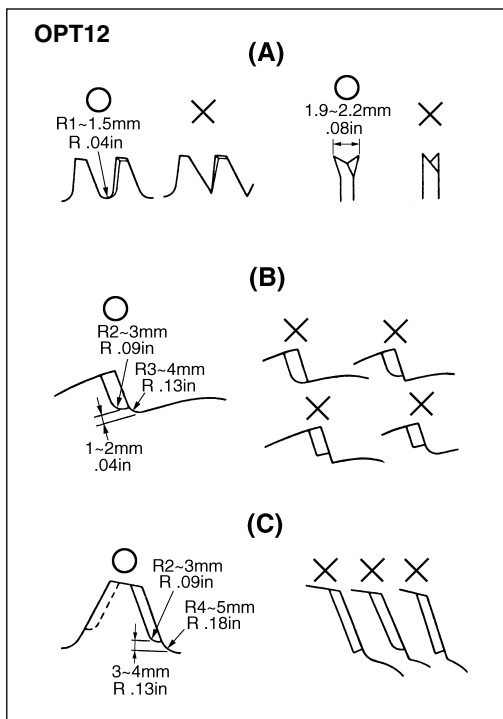 OPT12
(A)
R1~1.5mm
R .04in
1.9~2.2mm
.08in
(B)
R2~3mm
R .09in
R3~4mm
R .13in
1~2mm
.04in
(C)
R2~3mm
R .09in
R4~5mm
R .18in
3~4mm
R .13in